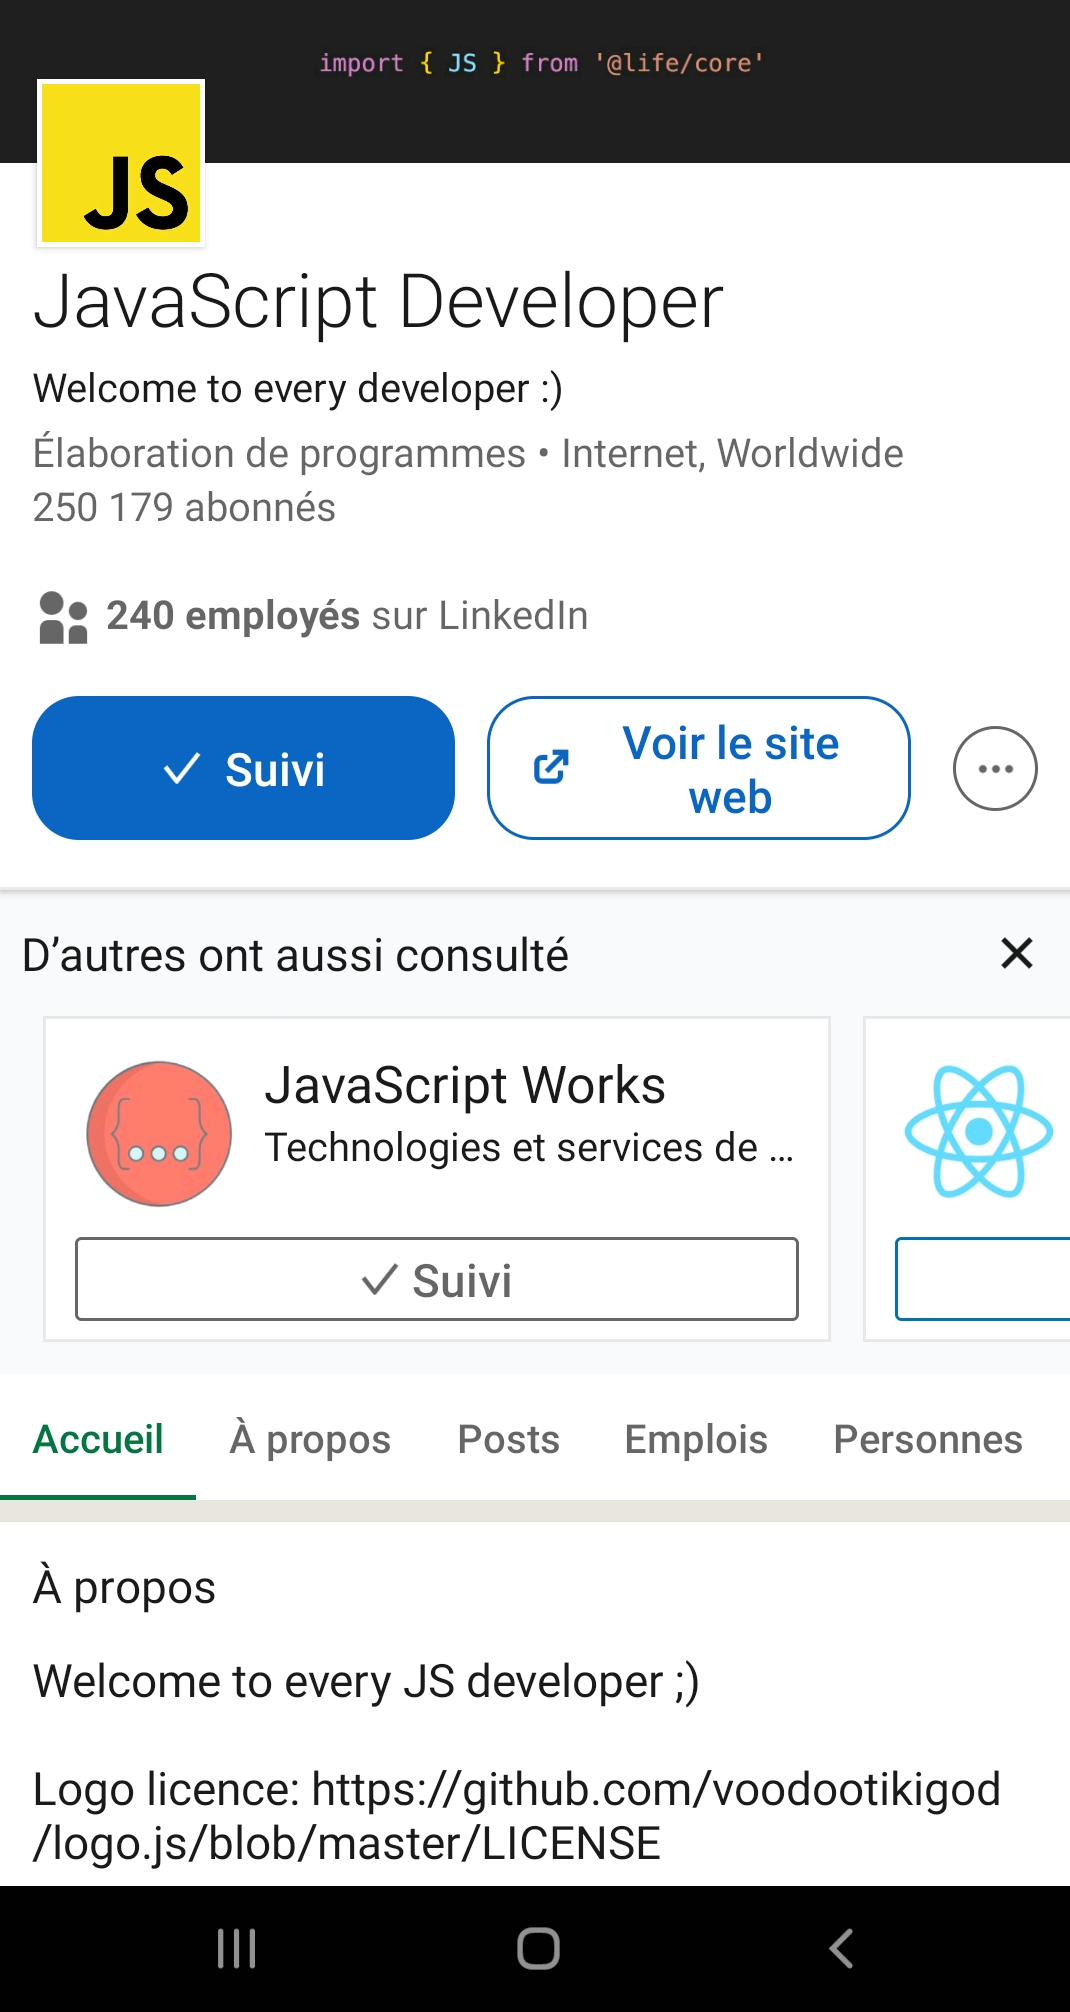 import { JS } from '@life/core'
JS
JavaScript Developer
Welcome to every developer :)
Élaboration de programmes • Internet, Worldwide
250 179 abonnés
240 employés sur LinkedIn
Suivi
Voir le site
web
D’autres ont aussi consulté
JavaScript Works
Technologies et services de ...
Suivi
Accueil À propos Posts Emplois Personnes
À propos
Welcome to every JS developer ;)
Logo licence: https://github.com/voodootikigod
/logo.js/blob/master/LICENSE